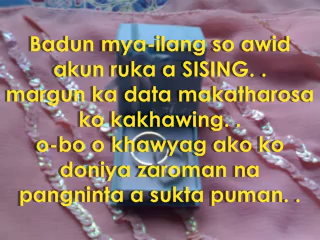 Badun mya-ilang so awid
akun ruka a SISING. .
margun ka data makatharosa
ko kakhawing. .
o-bo o khawyag ako ko
doniya zaroman na
pangninta a sukta puman. .